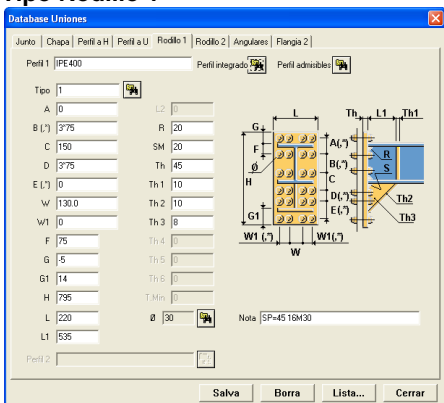 Tipo Rodillo 1
Database Uniones
Junto Chapa Perfil a H Perfil a U Rodillo 1 Rodillo 2 Angulares Flangia 2
Perfil 1 IPE400 Perfil integrado Perfil admisibles
Tipo 1
A 0 L2 0
B (,") 3*75 R 20
C 150 SM 20
D 3*75 Th 45
E (,") 0 Th 1 10
W 130.0 Th 2 10
W1 0 Th 3 8
F 75 Th 4 0
G -5 Th 5 0
G1 14 Th 6 0
H 795 T.Min. 0
L 220 Ø 30 Nota SP=45 16M30
L1 535
Perfil 2
L Th L1 Th1
G A(,")
F R
Ø B(,") S
H C
D(,") Th2
G1 E(,") Th3
W1 (,") W1(,")
W
Salva Borra Lista... Cerrar